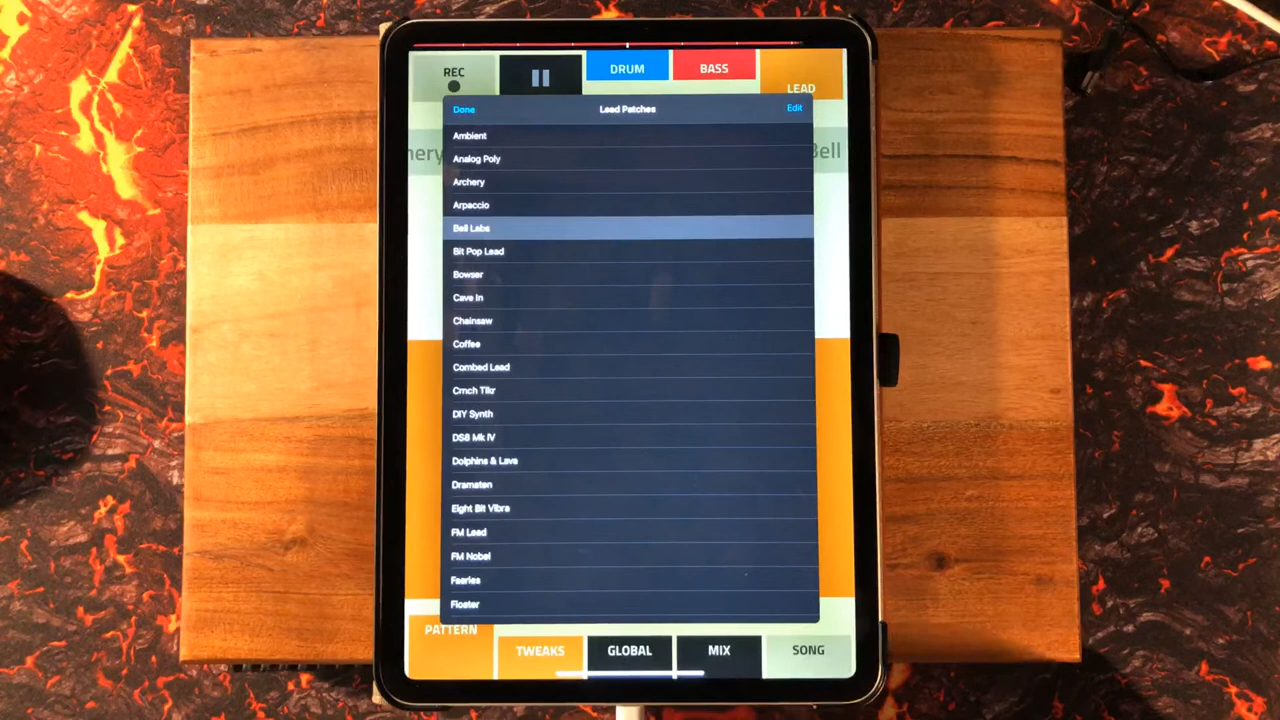 REC
DRUM
BASS
LEAD
Done
Lead Patches
Edit
Ambient
Analog Poly
Archery
Arpaccio
Bell Labs
Bit Pop Lead
Bowser
Cave In
Chainsaw
Coffee
Combed Lead
Crnch Tlkr
DIY Synth
DS8 Mk IV
Dolphins & Lava
Dramaten
Eight Bit Vibra
FM Lead
FM Nobel
Faeries
Floater
nery
Bell
PATTERN
TWEAKS
GLOBAL
MIX
SONG